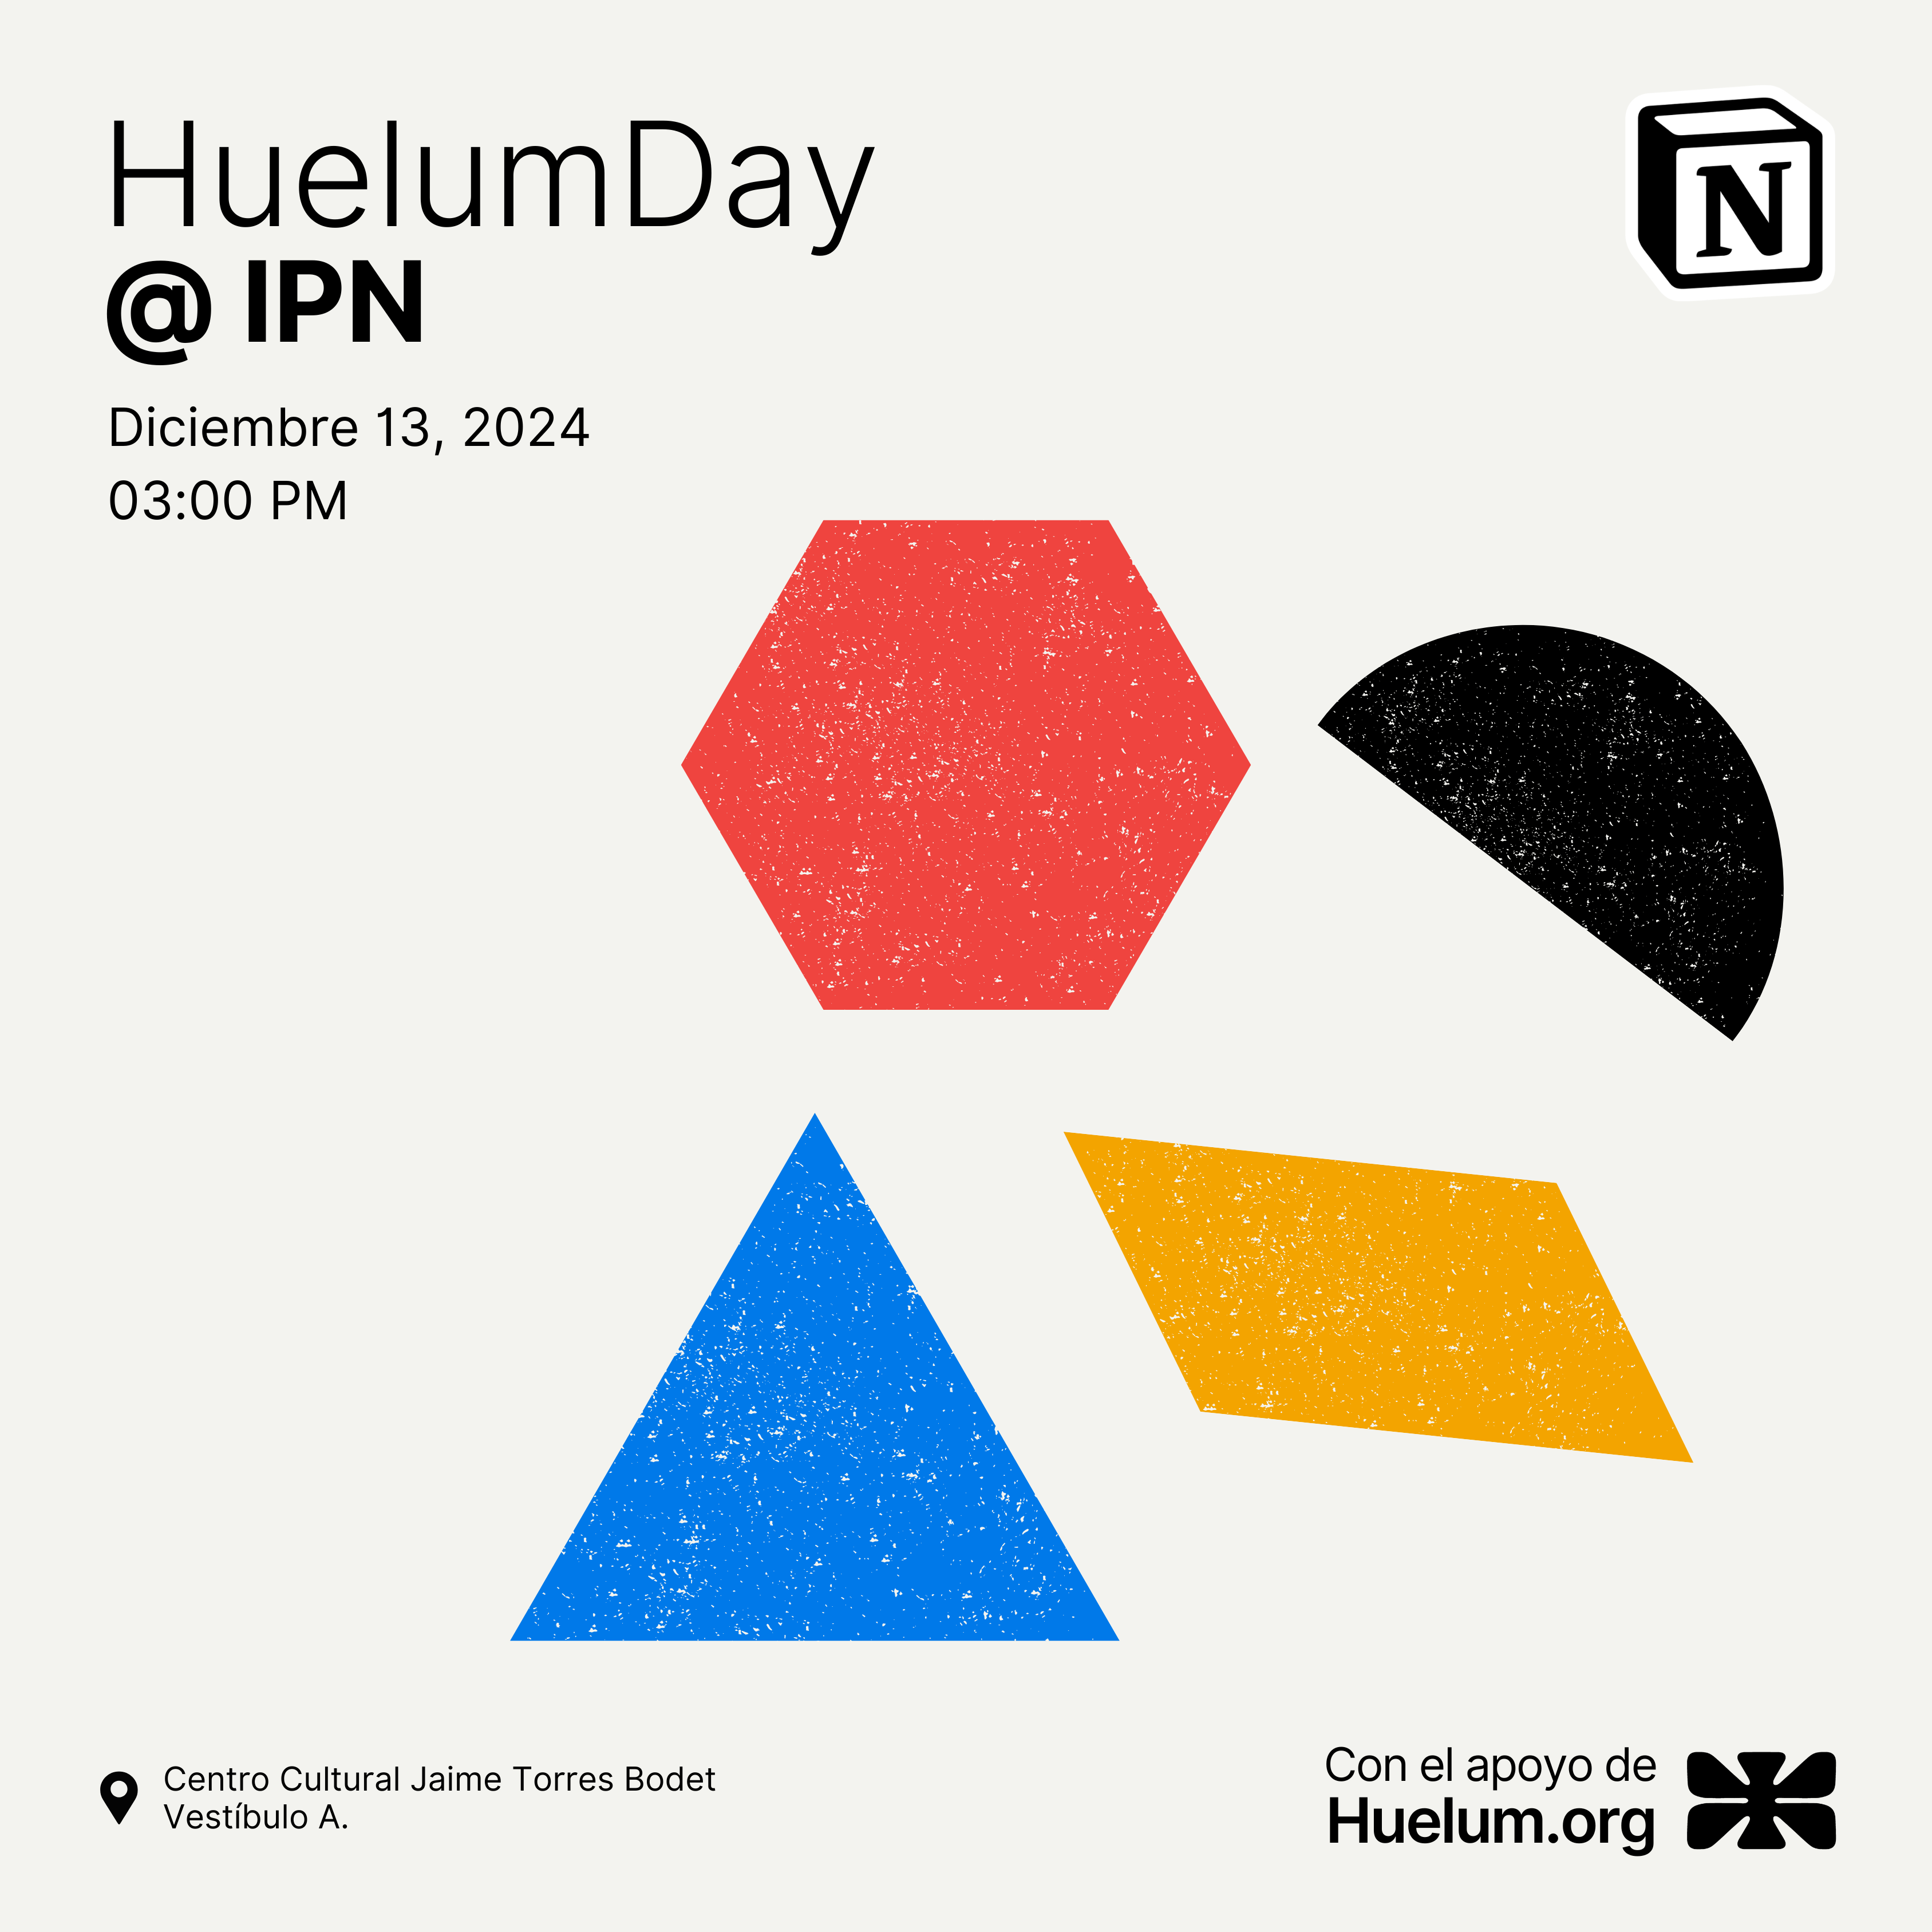 HuelumDay
@ IPN
Diciembre 13, 2024
03:00 PM
N
Centro Cultural Jaime Torres Bodet
Vestíbulo A.
Con el apoyo de
Huelum.org